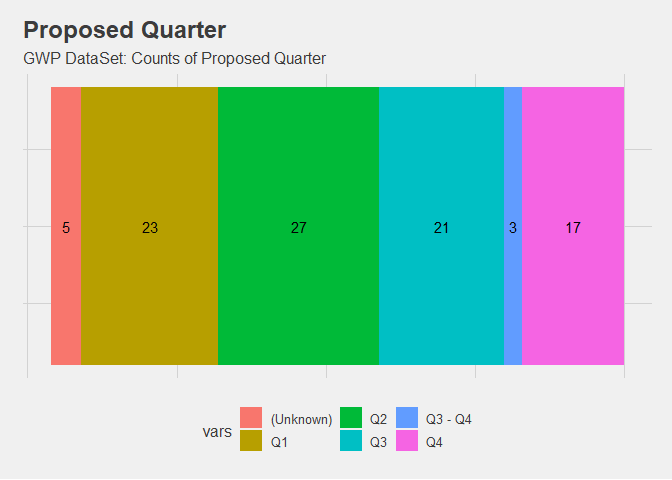 Proposed Quarter
GWP DataSet: Counts of Proposed Quarter
5 23 27 21 3 17
vars (Unknown) Q2 Q3 - Q4
Q1 Q3 Q4